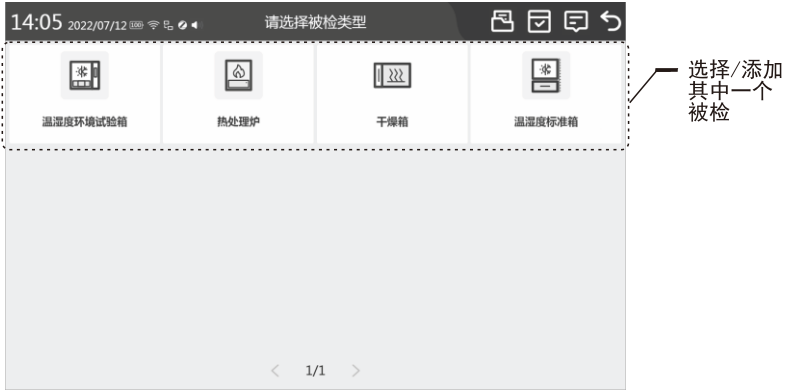 14:05 2022/07/12 请选择被检类型
温湿度环境试验箱 热处理炉 干燥箱 温湿度标准箱
选择/添加
其中一个
被检
1/1